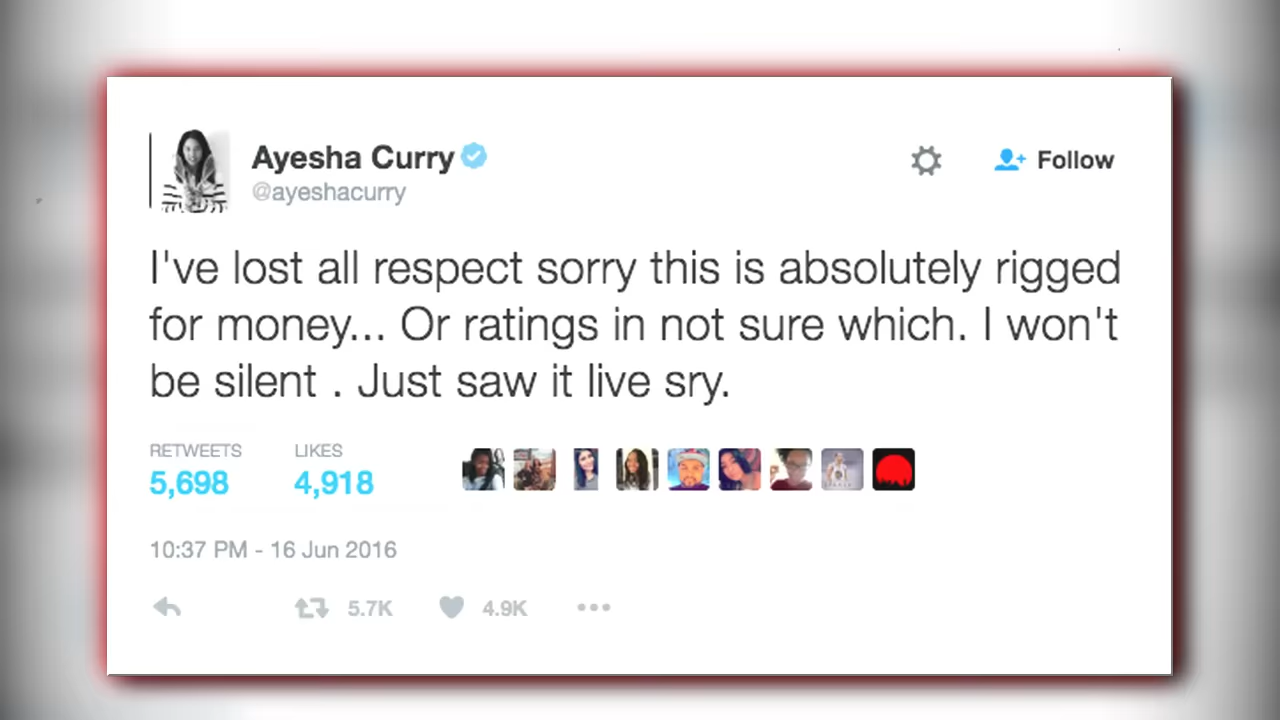 Ayesha Curry
@ayeshacurry
Follow
I've lost all respect sorry this is absolutely rigged
for money... Or ratings in not sure which. I won't
be silent . Just saw it live sry.
RETWEETS LIKES
5,698 4,918
10:37 PM - 16 Jun 2016
5.7K 4.9K